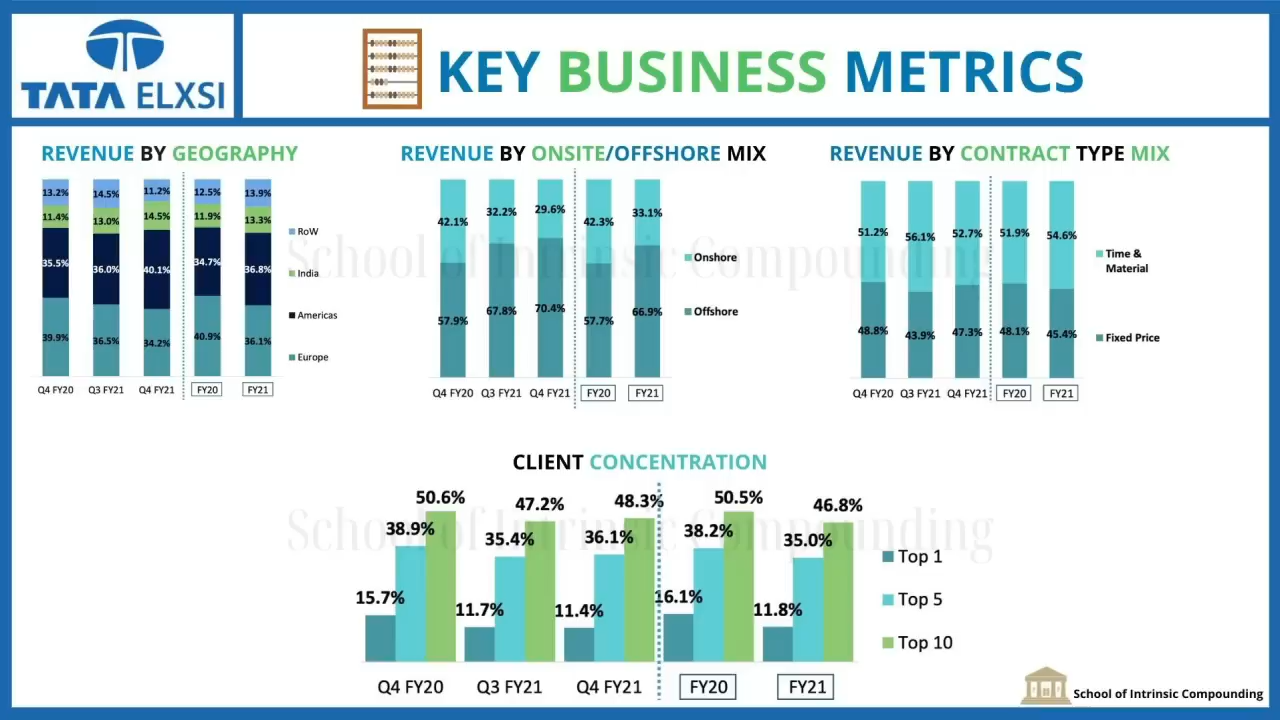 TATA ELXSI
KEY BUSINESS METRICS
REVENUE BY GEOGRAPHY
13.2% 14.5% 11.2% 12.5% 13.9%
11.4% 13.0% 14.5% 11.9% 13.3%
35.5% 36.0% 40.1% 34.7% 36.8%
39.9% 36.5% 34.2% 40.9% 36.1%
Q4 FY20 Q3 FY21 Q4 FY21 FY20 FY21
RoW
India
Americas
Europe
REVENUE BY ONSITE/OFFSHORE MIX
42.1% 32.2% 29.6% 42.3% 33.1%
57.9% 67.8% 70.4% 57.7% 66.9%
Q4 FY20 Q3 FY21 Q4 FY21 FY20 FY21
Onshore
Offshore
REVENUE BY CONTRACT TYPE MIX
51.2% 56.1% 52.7% 51.9% 54.6%
48.8% 43.9% 47.3% 48.1% 45.4%
Q4 FY20 Q3 FY21 Q4 FY21 FY20 FY21
Time &
Material
Fixed Price
School of Intrinsic Compounding
CLIENT CONCENTRATION
50.6% 47.2% 48.3% 50.5% 46.8%
38.9% 35.4% 36.1% 38.2% 35.0%
15.7% 11.7% 11.4% 16.1% 11.8%
Q4 FY20 Q3 FY21 Q4 FY21 FY20 FY21
Top 1
Top 5
Top 10
School of Intrinsic Compounding
School of Intrinsic Compounding